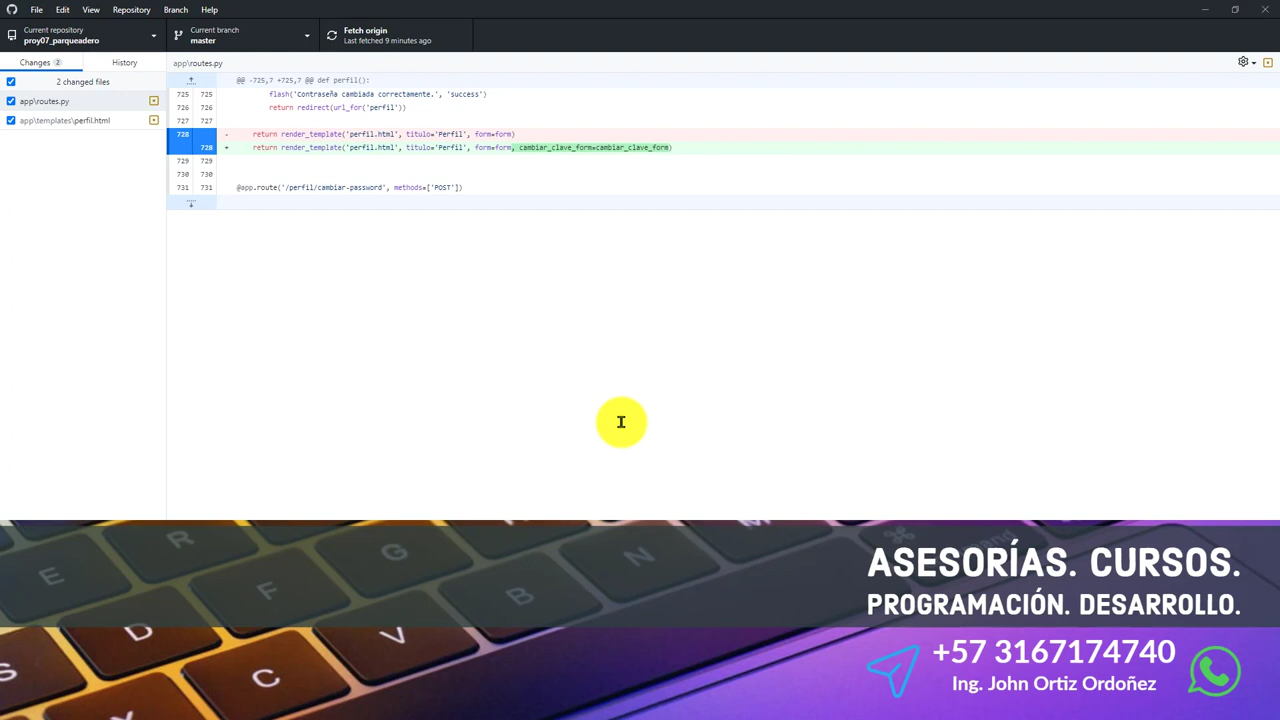 File Edit View Repository Branch Help
Current repository
proy07_parqueadero
Current branch
master
Fetch origin
Last fetched 9 minutes ago
Changes 2 History
2 changed files
app\routes.py
app\templates\perfil.html
app\routes.py
@@ -725,7 +725,7 @@ def perfil():
725 725 flash('Contraseña cambiada correctamente.', 'success')
726 726 return redirect(url_for('perfil'))
727 727
728 - return render_template('perfil.html', titulo='Perfil', form=form)
728 + return render_template('perfil.html', titulo='Perfil', form=form, cambiar_clave_form=cambiar_clave_form)
729 729
730 730
731 731 @app.route('/perfil/cambiar-password', methods=['POST'])
E R G F H B N M D V C X S
ASESORÍAS. CURSOS.
PROGRAMACIÓN. DESARROLLO.
+57 3167174740
Ing. John Ortiz Ordoñez